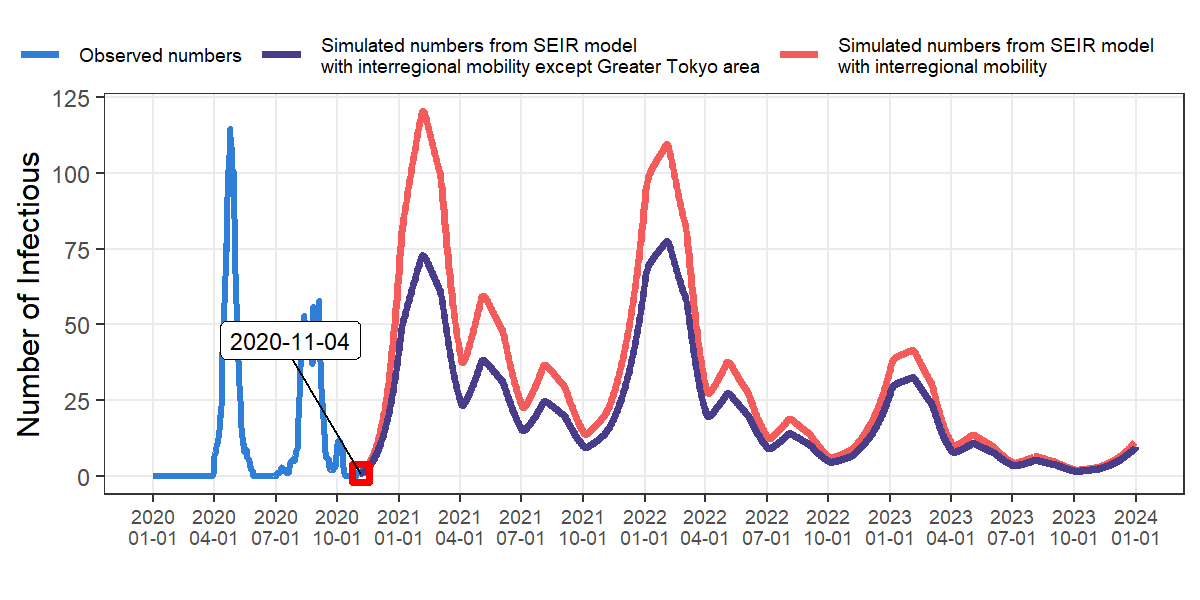 Observed numbers
Simulated numbers from SEIR model
with interregional mobility except Greater Tokyo area
Simulated numbers from SEIR model
with interregional mobility
Number of Infectious
125
100
75
50
25
0
2020-11-04
2020 2020 2020 2020 2021 2021 2021 2021 2022 2022 2022 2022 2023 2023 2023 2023 2024
01-01 04-01 07-01 10-01 01-01 04-01 07-01 10-01 01-01 04-01 07-01 10-01 01-01 04-01 07-01 10-01 01-01